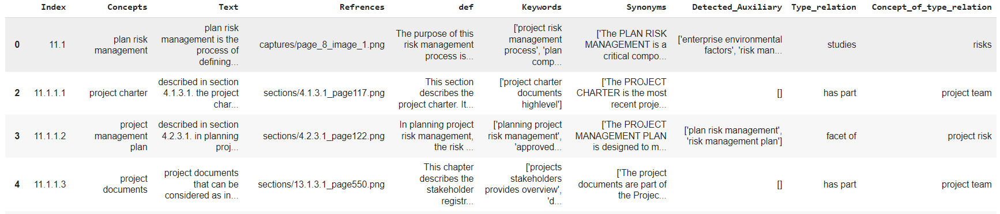 Index Concepts Text Refrences def Keywords Synonyms Detected_Auxiliary Type_relation Concept_of_type_relation
0 11.1 plan risk management plan risk management is the process of defining... captures/page_8_image_1.png The purpose of this risk management process is... ['project risk management process', 'plan comp... ['The PLAN RISK MANAGEMENT is a critical compo... ['enterprise environmental factors', 'risk man... studies risks
2 11.1.1.1 project charter described in section 4.1.3.1. the project char... sections/4.1.3.1_page117.png This section describes the project charter. It... ['project charter documents highlevel'] ['The PROJECT CHARTER is the most recent proje... [] has part project team
3 11.1.1.2 project management plan described in section 4.2.3.1. in planning proj... sections/4.2.3.1_page122.png In planning project risk management, the risk ... ['planning project risk management', 'approved... ['The PROJECT MANAGEMENT PLAN is designed to m... ['plan risk management', 'risk management plan'] facet of project risk
4 11.1.1.3 project documents project documents that can be considered as in... sections/13.1.3.1_page550.png This chapter describes the stakeholder registr... ['projects stakeholders provides overview', 'd... ['The project documents are part of the Projec... [] has part project team